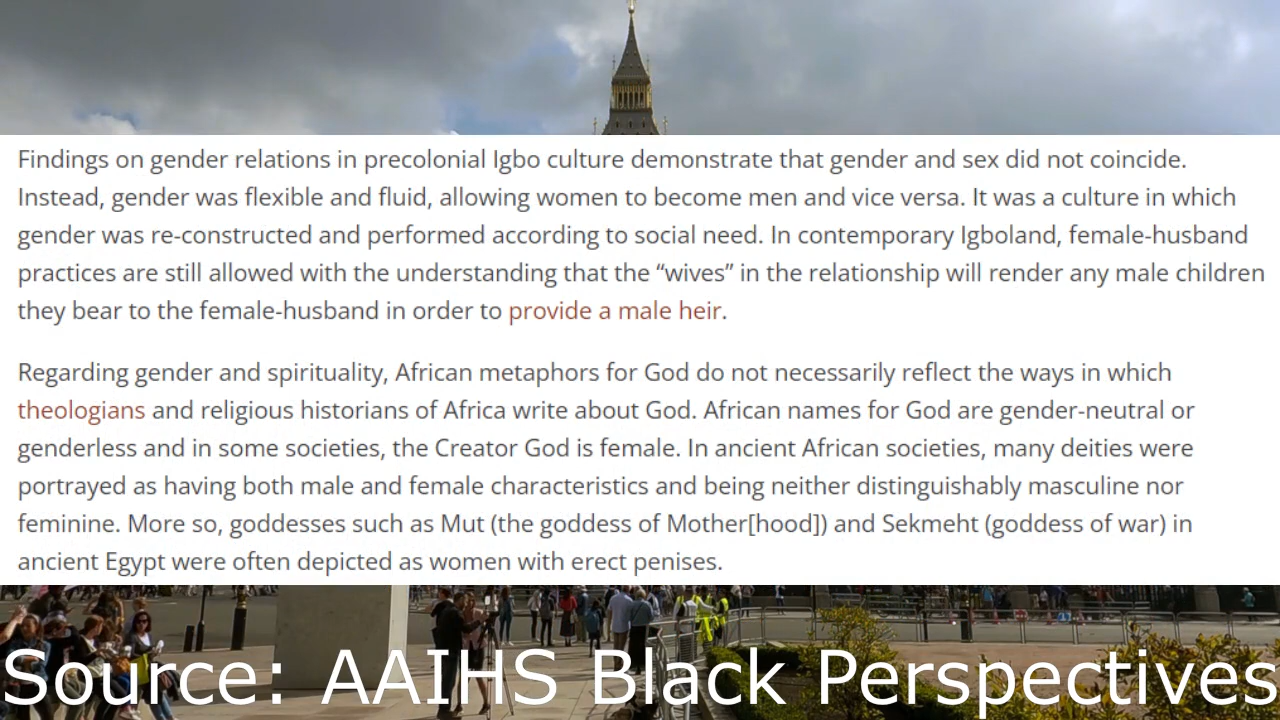 Findings on gender relations in precolonial Igbo culture demonstrate that gender and sex did not coincide.
Instead, gender was flexible and fluid, allowing women to become men and vice versa. It was a culture in which
gender was re-constructed and performed according to social need. In contemporary Igboland, female-husband
practices are still allowed with the understanding that the “wives” in the relationship will render any male children
they bear to the female-husband in order to provide a male heir.
Regarding gender and spirituality, African metaphors for God do not necessarily reflect the ways in which
theologians and religious historians of Africa write about God. African names for God are gender-neutral or
genderless and in some societies, the Creator God is female. In ancient African societies, many deities were
portrayed as having both male and female characteristics and being neither distinguishably masculine nor
feminine. More so, goddesses such as Mut (the goddess of Mother[hood]) and Sekmeht (goddess of war) in
ancient Egypt were often depicted as women with erect penises.
Source: AAIHS Black Perspectives